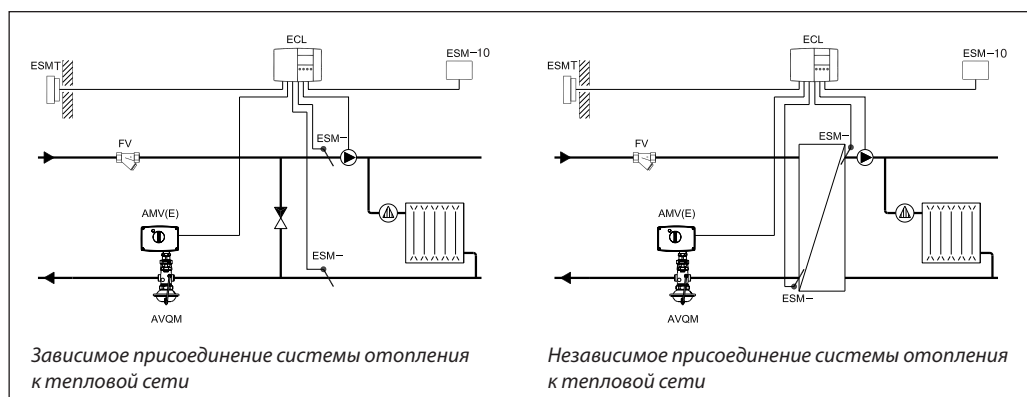 ECL
ESM-10
ESMT
ESM-
FV
AMV(E)
ESM-
AVQM
Зависимое присоединение системы отопления
к тепловой сети
ECL
ESM-10
ESMT
ESM-
FV
AMV(E)
ESM-
AVQM
Независимое присоединение системы отопления
к тепловой сети